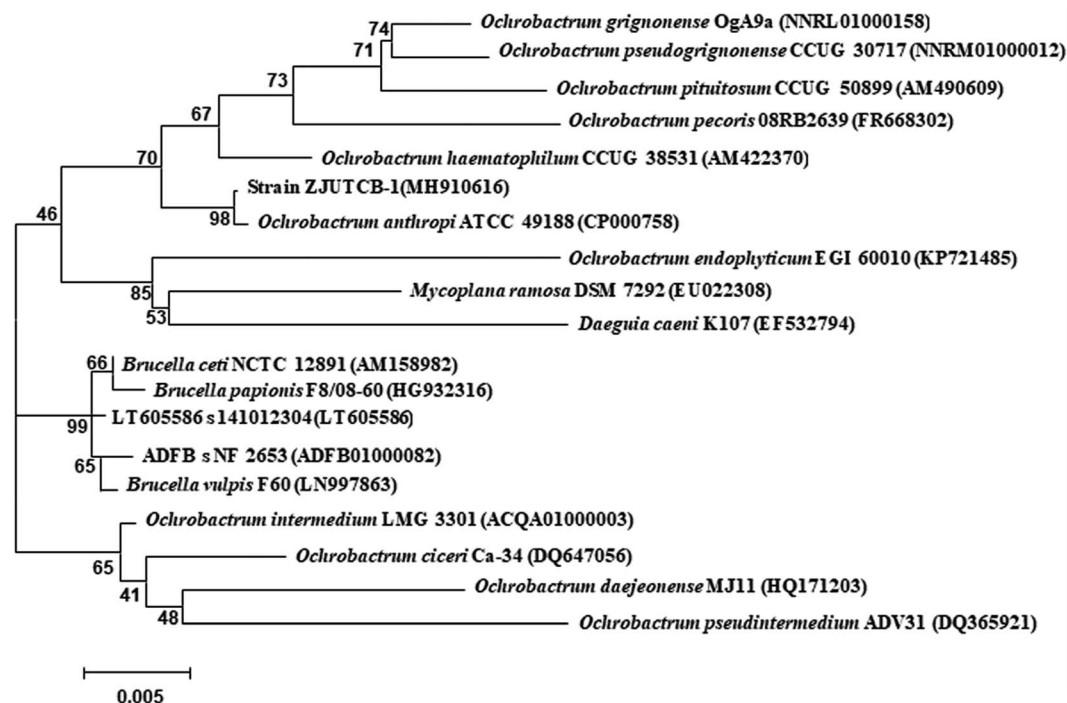 Ochrobactrum grignonense OgA9a (NNRL01000158)
74
Ochrobactrum pseudogrignonense CCUG 30717 (NNRM01000012)
71
Ochrobactrum pituitosum CCUG 50899 (AM490609)
73
Ochrobactrum pecoris 08RB2639 (FR668302)
67
Ochrobactrum haematophilum CCUG 38531 (AM422370)
70
Strain ZJUTCB-1(MH910616)
98
Ochrobactrum anthropi ATCC 49188 (CP000758)
46
Ochrobactrum endophyticum EGI 60010 (KP721485)
85
Mycoplana ramosa DSM 7292 (EU022308)
53
Daeguia caeni K107 (EF532794)
66
Brucella ceti NCTC 12891 (AM158982)
Brucella papionis F8/08-60 (HG932316)
LT605586 s141012304 (LT605586)
99
ADFB s NF 2653 (ADFB01000082)
65
Brucella vulpis F60 (LN997863)
Ochrobactrum intermedium LMG 3301 (ACQA01000003)
65
Ochrobactrum ciceri Ca-34 (DQ647056)
41
Ochrobactrum daejeonense MJ11 (HQ171203)
48
Ochrobactrum pseudintermedium ADV31 (DQ365921)
0.005